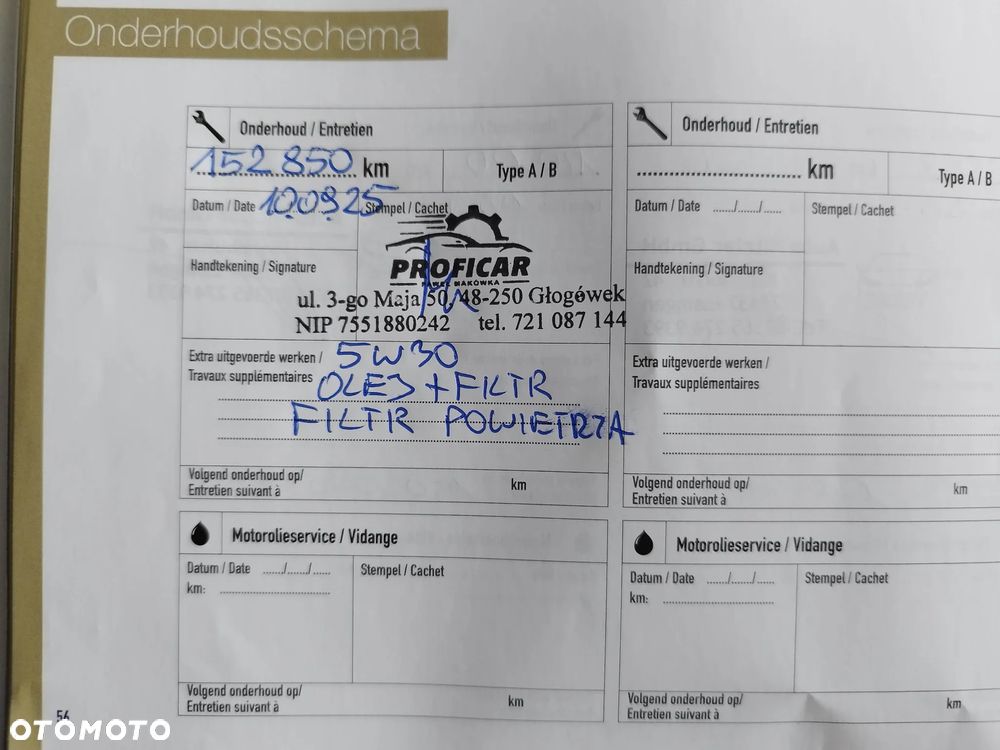 Onderhoudsschema
Onderhoud / Entretien
152 850 km
Type A / B
Datum / Date 10.09.25
Stempel / Cachet
PROFICAR
PAWEŁ MAKÓWKA
Handtekening / Signature
ul. 3-go Maja 50, 48-250 Głogówek
NIP 7551880242 tel. 721 087 144
Extra uitgevoerde werken /
Travaux supplémentaires
5W30
OLEJ + FILTR
FILTR POWIETRZA
Volgend onderhoud op/
Entretien suivant à
km
Onderhoud / Entretien
.............................. km
Type A / B
Datum / Date ....../....../......
Stempel / Cachet
Handtekening / Signature
Extra uitgevoerde werken /
Travaux supplémentaires
Volgend onderhoud op/
Entretien suivant à
km
Motorolieservice / Vidange
Datum / Date ....../....../......
km: ..............................
Stempel / Cachet
Volgend onderhoud op/
Entretien suivant à
km
Motorolieservice / Vidange
Datum / Date ....../....../......
km: ..............................
Stempel / Cachet
Volgend onderhoud op/
Entretien suivant à
km
OTOMOTO